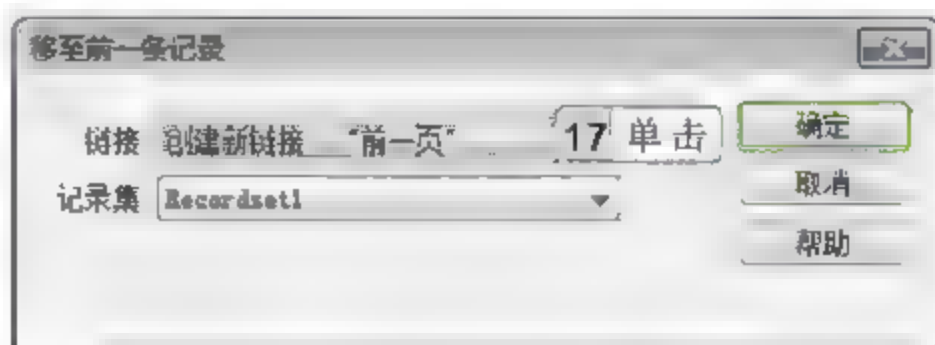 移至前一条记录
链接 创建新链接 "前一页" 17 单击 确定
记录集 Recordset1 取消
帮助